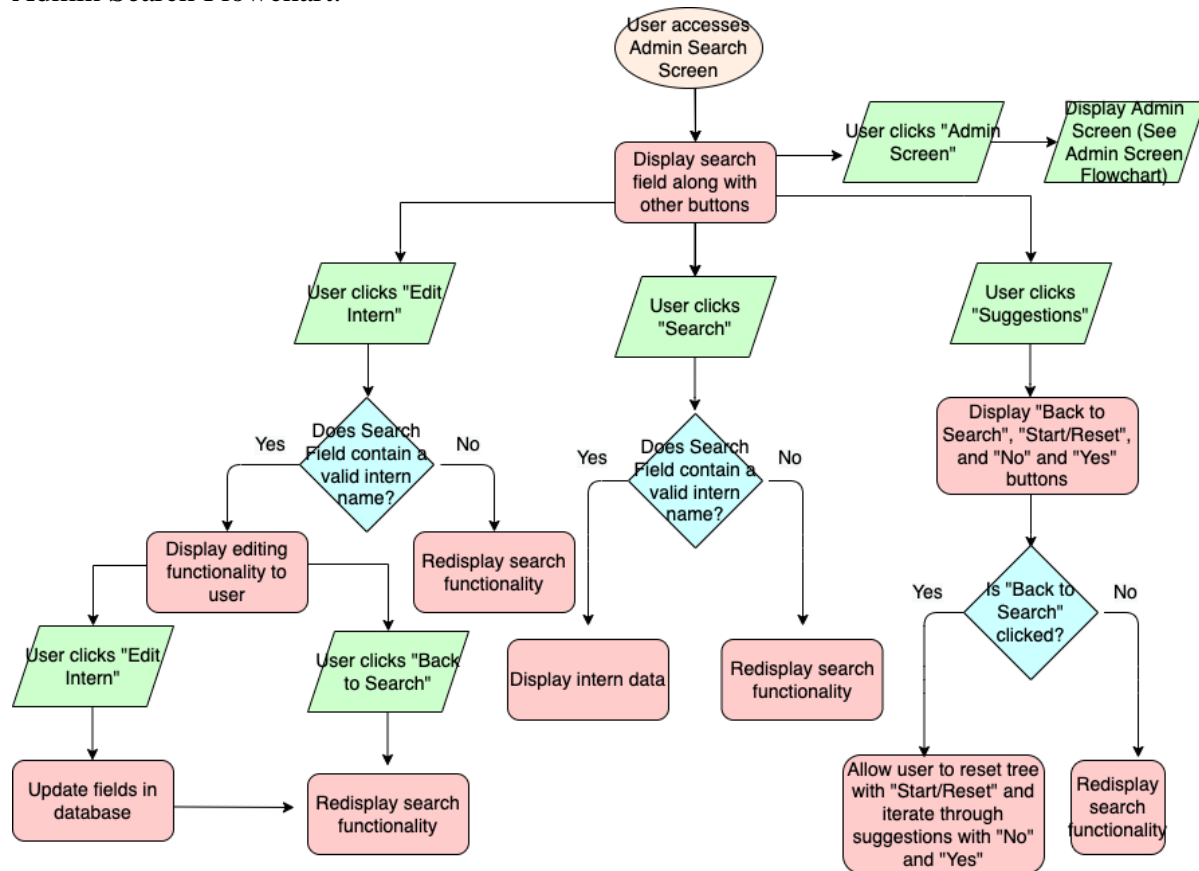 Admin Search Flowchart:
User accesses
Admin Search
Screen
User clicks "Admin
Screen"
Display Admin
Screen (See
Admin Screen
Flowchart)
Display search
field along with
other buttons
User clicks "Edit
Intern"
User clicks
"Search"
User clicks
"Suggestions"
Does Search
Field contain a
valid intern
name?
Yes
No
Does Search
Field contain a
valid intern
name?
Yes
No
Display "Back to
Search", "Start/Reset",
and "No" and "Yes"
buttons
Display editing
functionality to
user
Redisplay search
functionality
Is "Back to
Search"
clicked?
Yes
No
User clicks "Edit
Intern"
User clicks "Back
to Search"
Display intern data
Redisplay search
functionality
Update fields in
database
Redisplay search
functionality
Allow user to reset tree
with "Start/Reset" and
iterate through
suggestions with "No"
and "Yes"
Redisplay
search
functionality